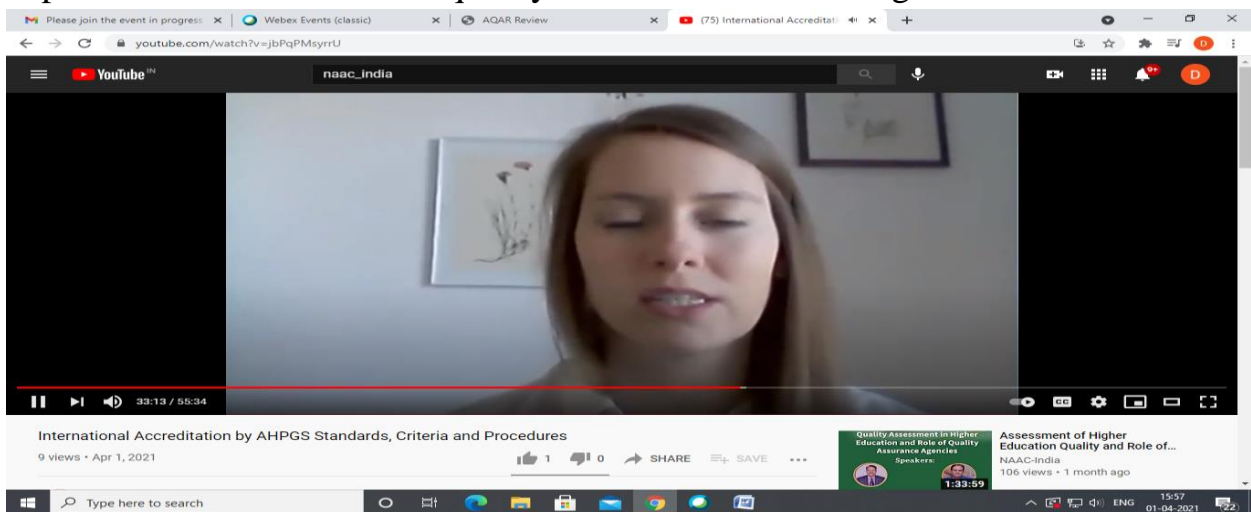 Please join the event in progress
Webex Events (classic)
AQAR Review
(75) International Accreditati
youtube.com/watch?v=jbPqPMsyrrU
D
YouTube IN
naac_india
9+
D
33:13 / 55:34
CC
International Accreditation by AHPGS Standards, Criteria and Procedures
9 views • Apr 1, 2021
1
0
SHARE
SAVE
Quality Assessment in Higher
Education and Role of Quality
Assurance Agencies
Speakers:
1:33:59
Assessment of Higher
Education Quality and Role of...
NAAC-India
106 views • 1 month ago
Type here to search
ENG
15:57
01-04-2021
22